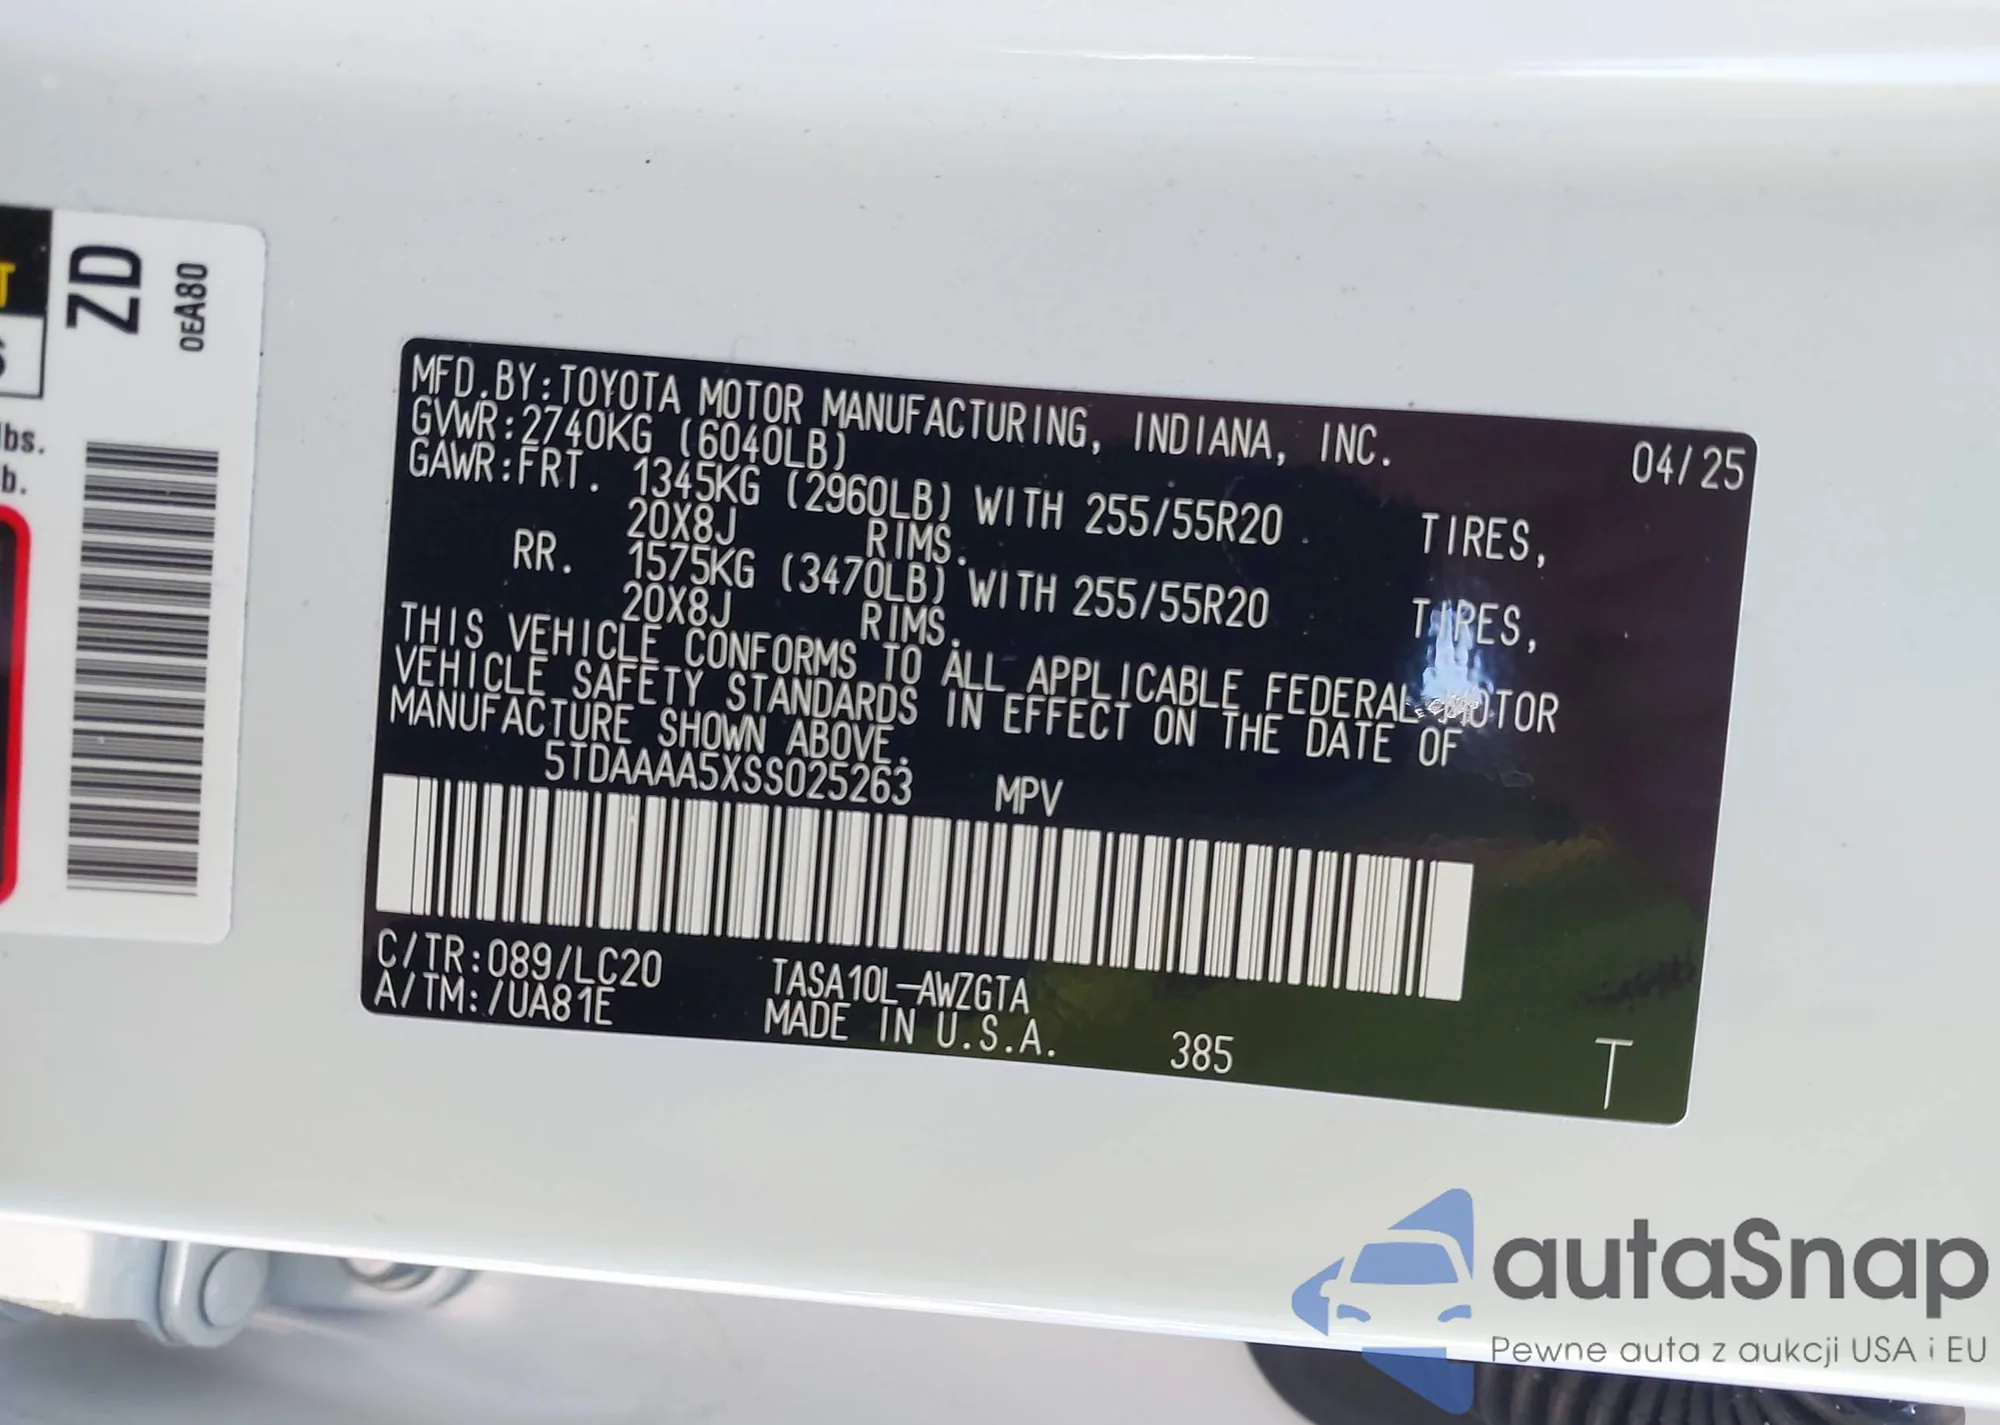 T
S
lbs.
b.
ZD
0EA80
MFD.BY:TOYOTA MOTOR MANUFACTURING, INDIANA, INC. 04/25
GVWR:2740KG (6040LB)
GAWR:FRT. 1345KG (2960LB) WITH 255/55R20 TIRES,
20X8J RIMS.
RR. 1575KG (3470LB) WITH 255/55R20 TIRES,
20X8J RIMS.
THIS VEHICLE CONFORMS TO ALL APPLICABLE FEDERAL MOTOR
VEHICLE SAFETY STANDARDS IN EFFECT ON THE DATE OF
MANUFACTURE SHOWN ABOVE.
5TDAAAA5XSS025263 MPV
C/TR:089/LC20 TASA10L-AWZGTA
A/TM:/UA81E MADE IN U.S.A. 385 T
autaSnap
Pewne auta z aukcji USA i EU